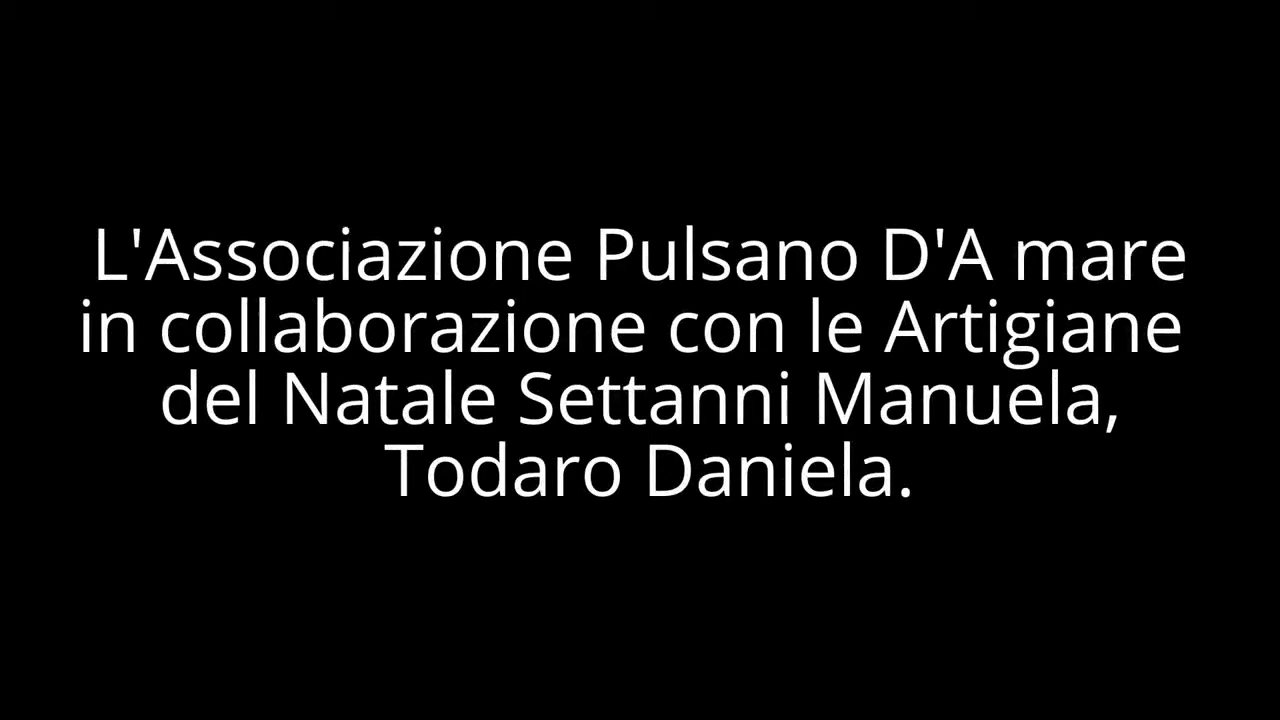 L'Associazione Pulsano D'A mare
in collaborazione con le Artigiane
del Natale Settanni Manuela,
Todaro Daniela.